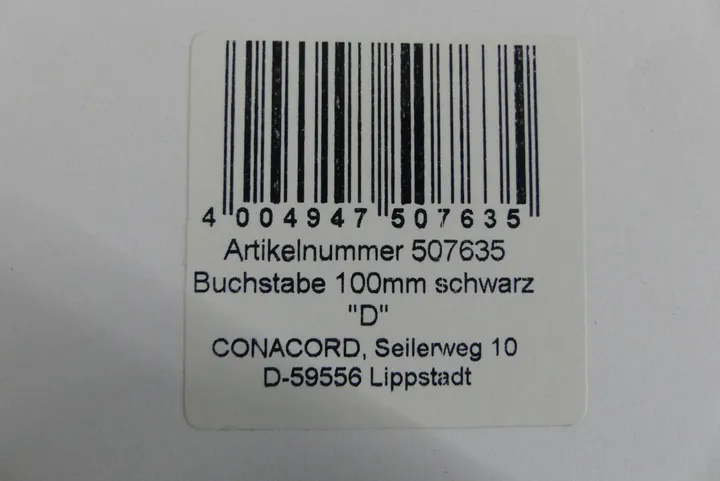 4 004947 507635
Artikelnummer 507635
Buchstabe 100mm schwarz
"D"
CONACORD, Seilerweg 10
D-59556 Lippstadt